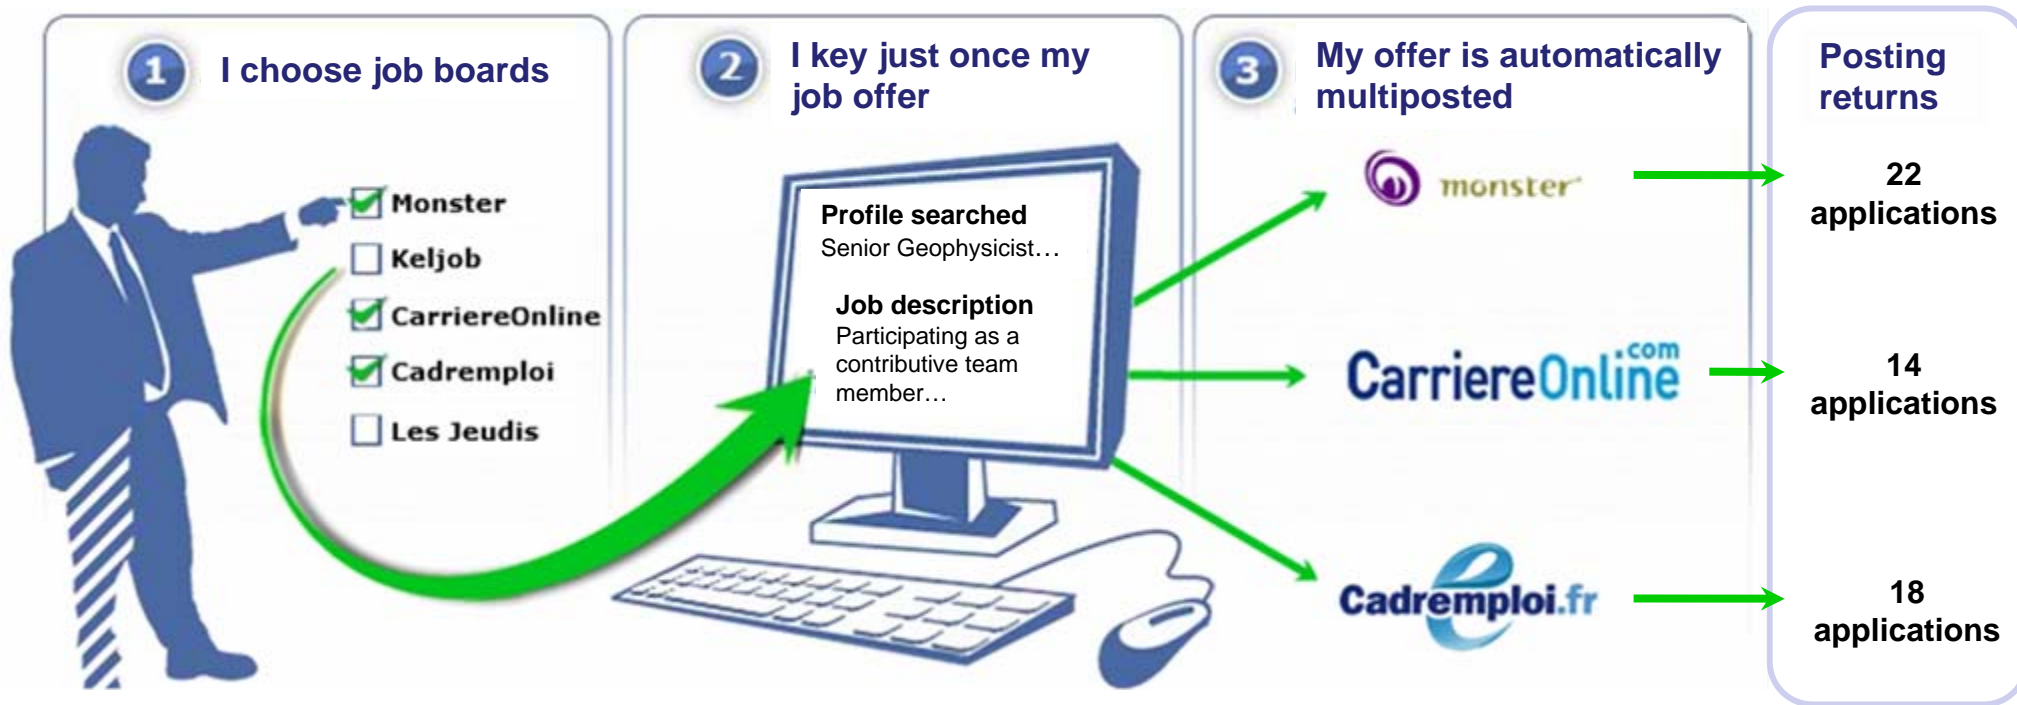 1
I choose job boards
Monster
Keljob
CarriereOnline
Cadremploi
Les Jeudis
2
I key just once my
job offer
Profile searched
Senior Geophysicist…
Job description
Participating as a
contributive team
member…
3
My offer is automatically
multiposted
monster
CarriereOnline.com
Cadremploi.fr
Posting
returns
22
applications
14
applications
18
applications